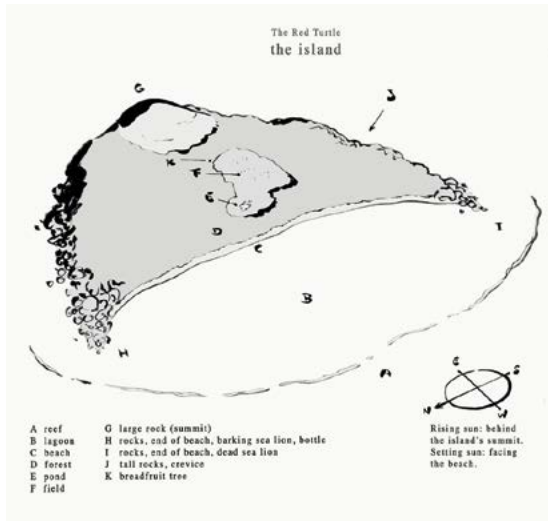 The Red Turtle
the island
G
J
K
F
E
D
C
I
B
H
A
E
S
N
W
A reef
B lagoon
C beach
D forest
E pond
F field
G large rock (summit)
H rocks, end of beach, barking sea lion, bottle
I rocks, end of beach, dead sea lion
J tall rocks, crevice
K breadfruit tree
Rising sun: behind
the island's summit.
Setting sun: facing
the beach.